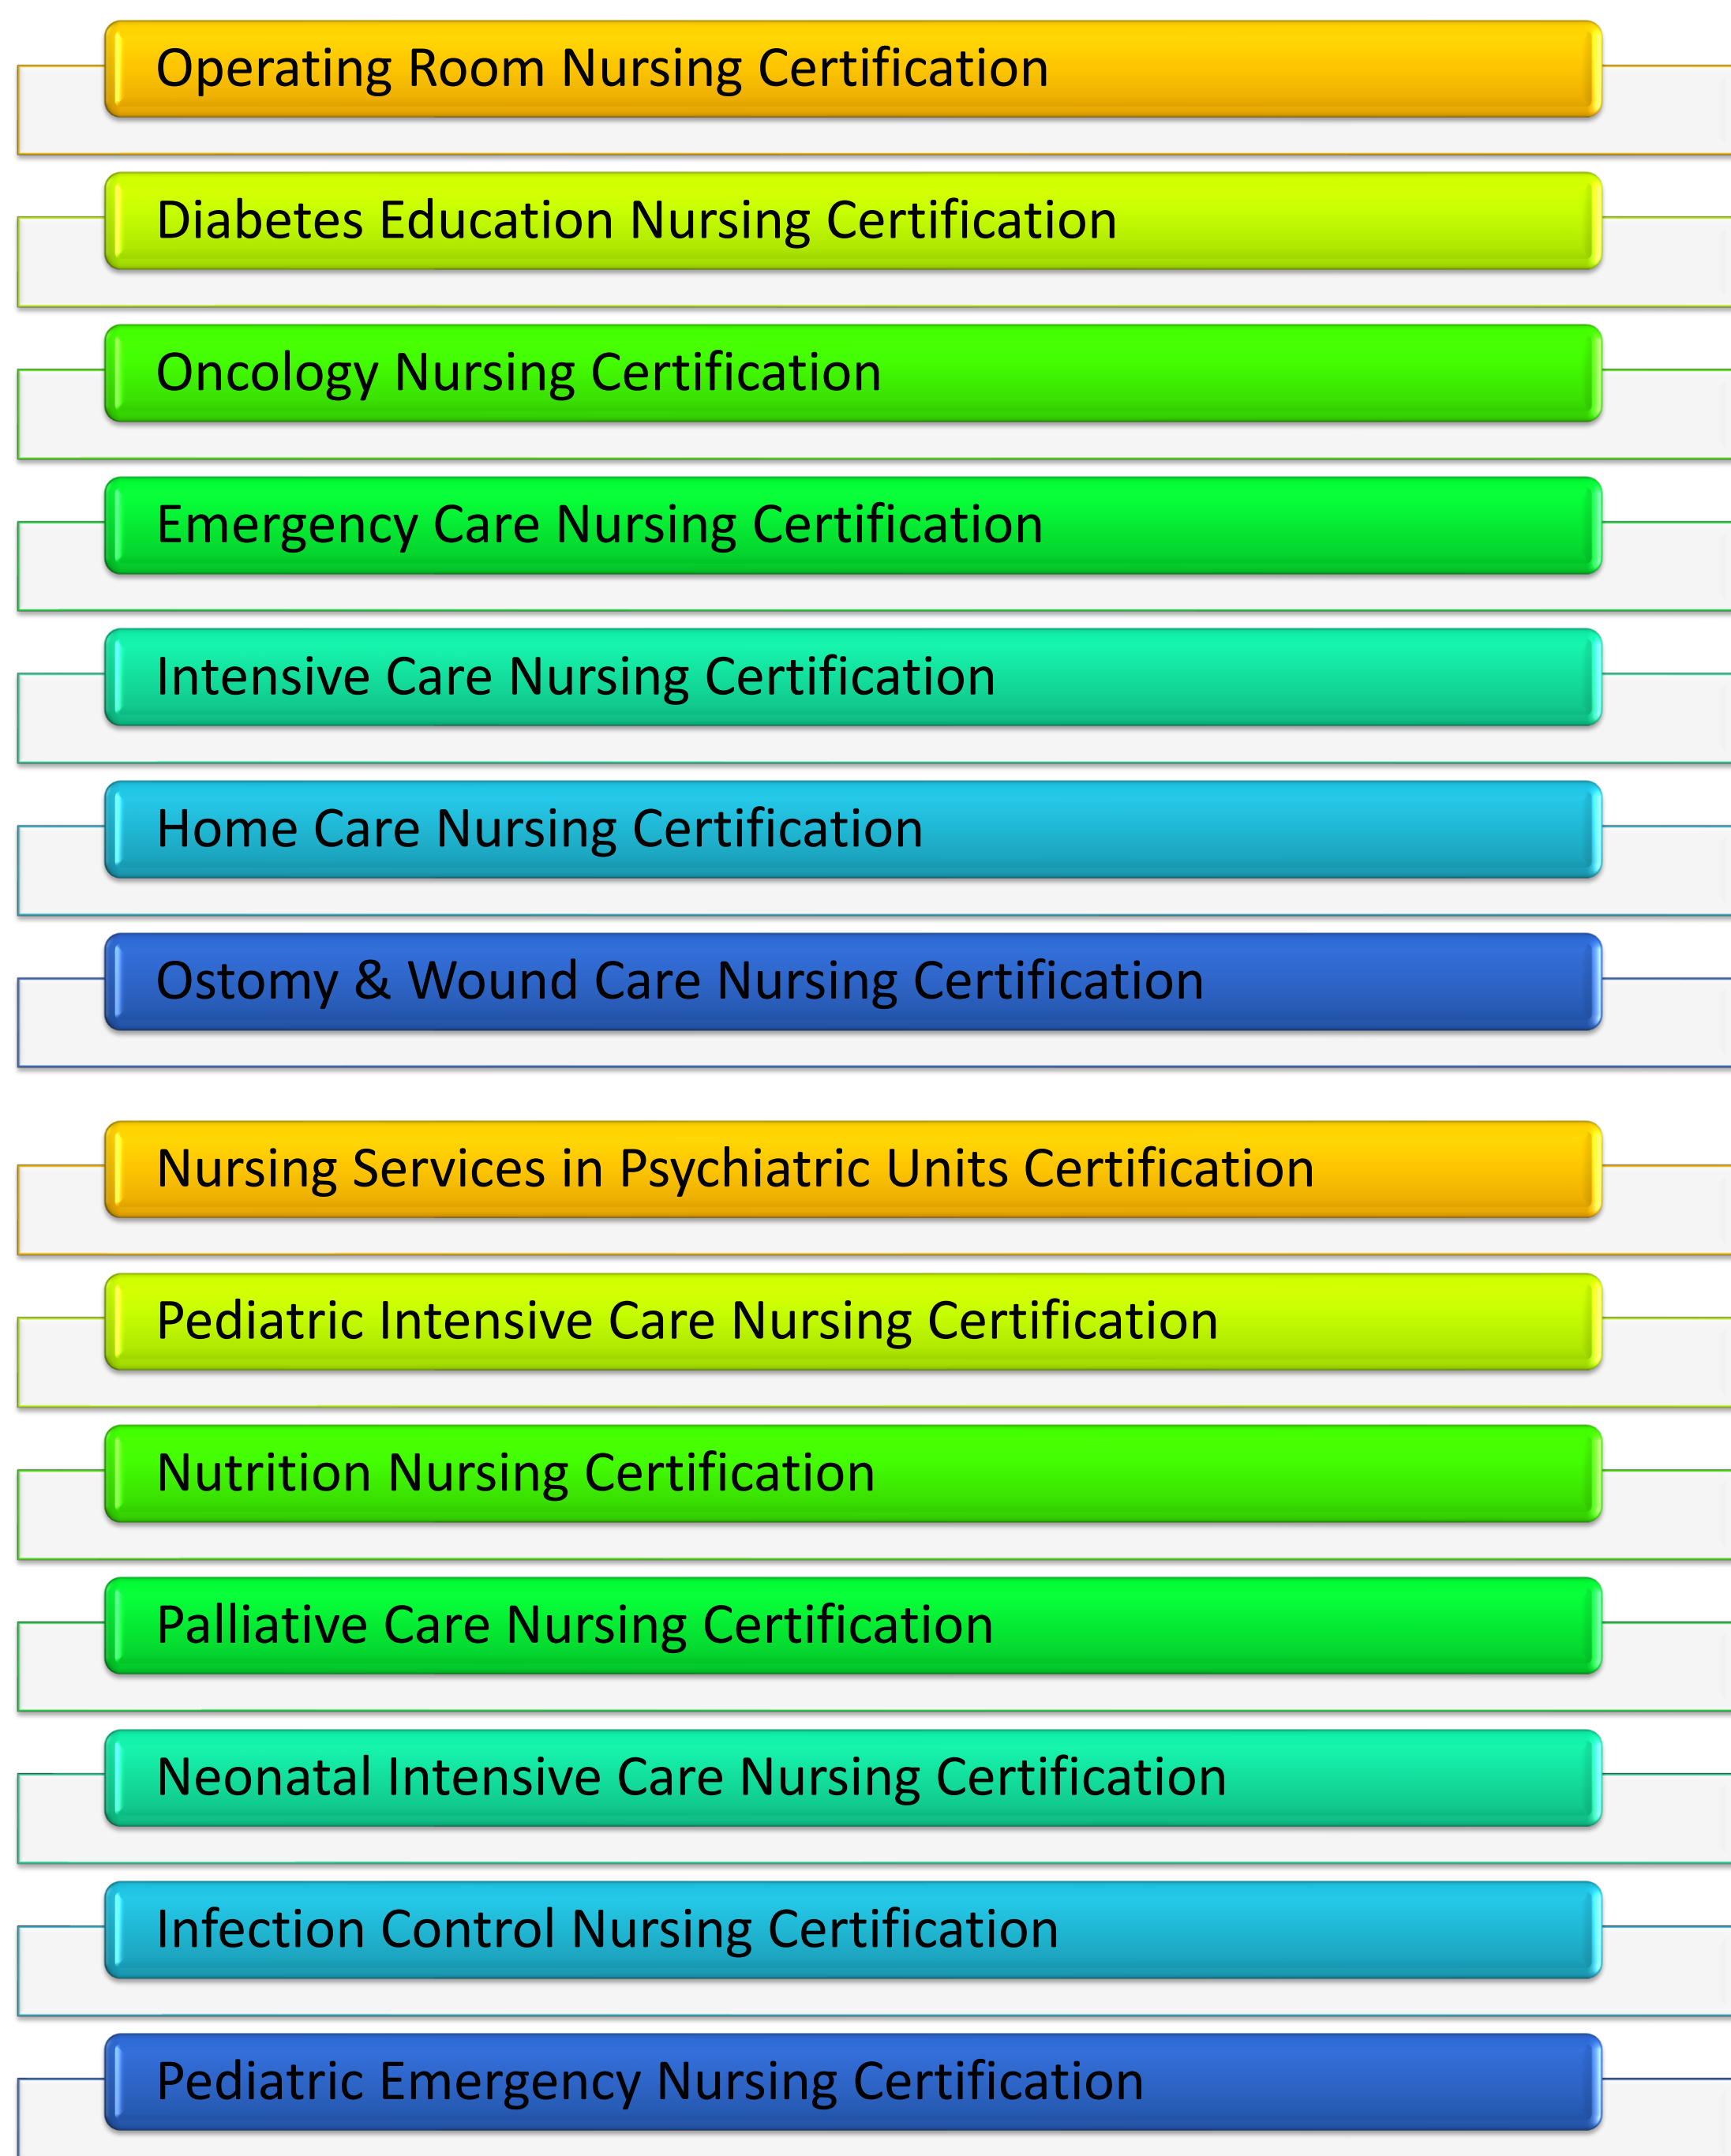 Operating Room Nursing Certification
Diabetes Education Nursing Certification
Oncology Nursing Certification
Emergency Care Nursing Certification
Intensive Care Nursing Certification
Home Care Nursing Certification
Ostomy & Wound Care Nursing Certification
Nursing Services in Psychiatric Units Certification
Pediatric Intensive Care Nursing Certification
Nutrition Nursing Certification
Palliative Care Nursing Certification
Neonatal Intensive Care Nursing Certification
Infection Control Nursing Certification
Pediatric Emergency Nursing Certification